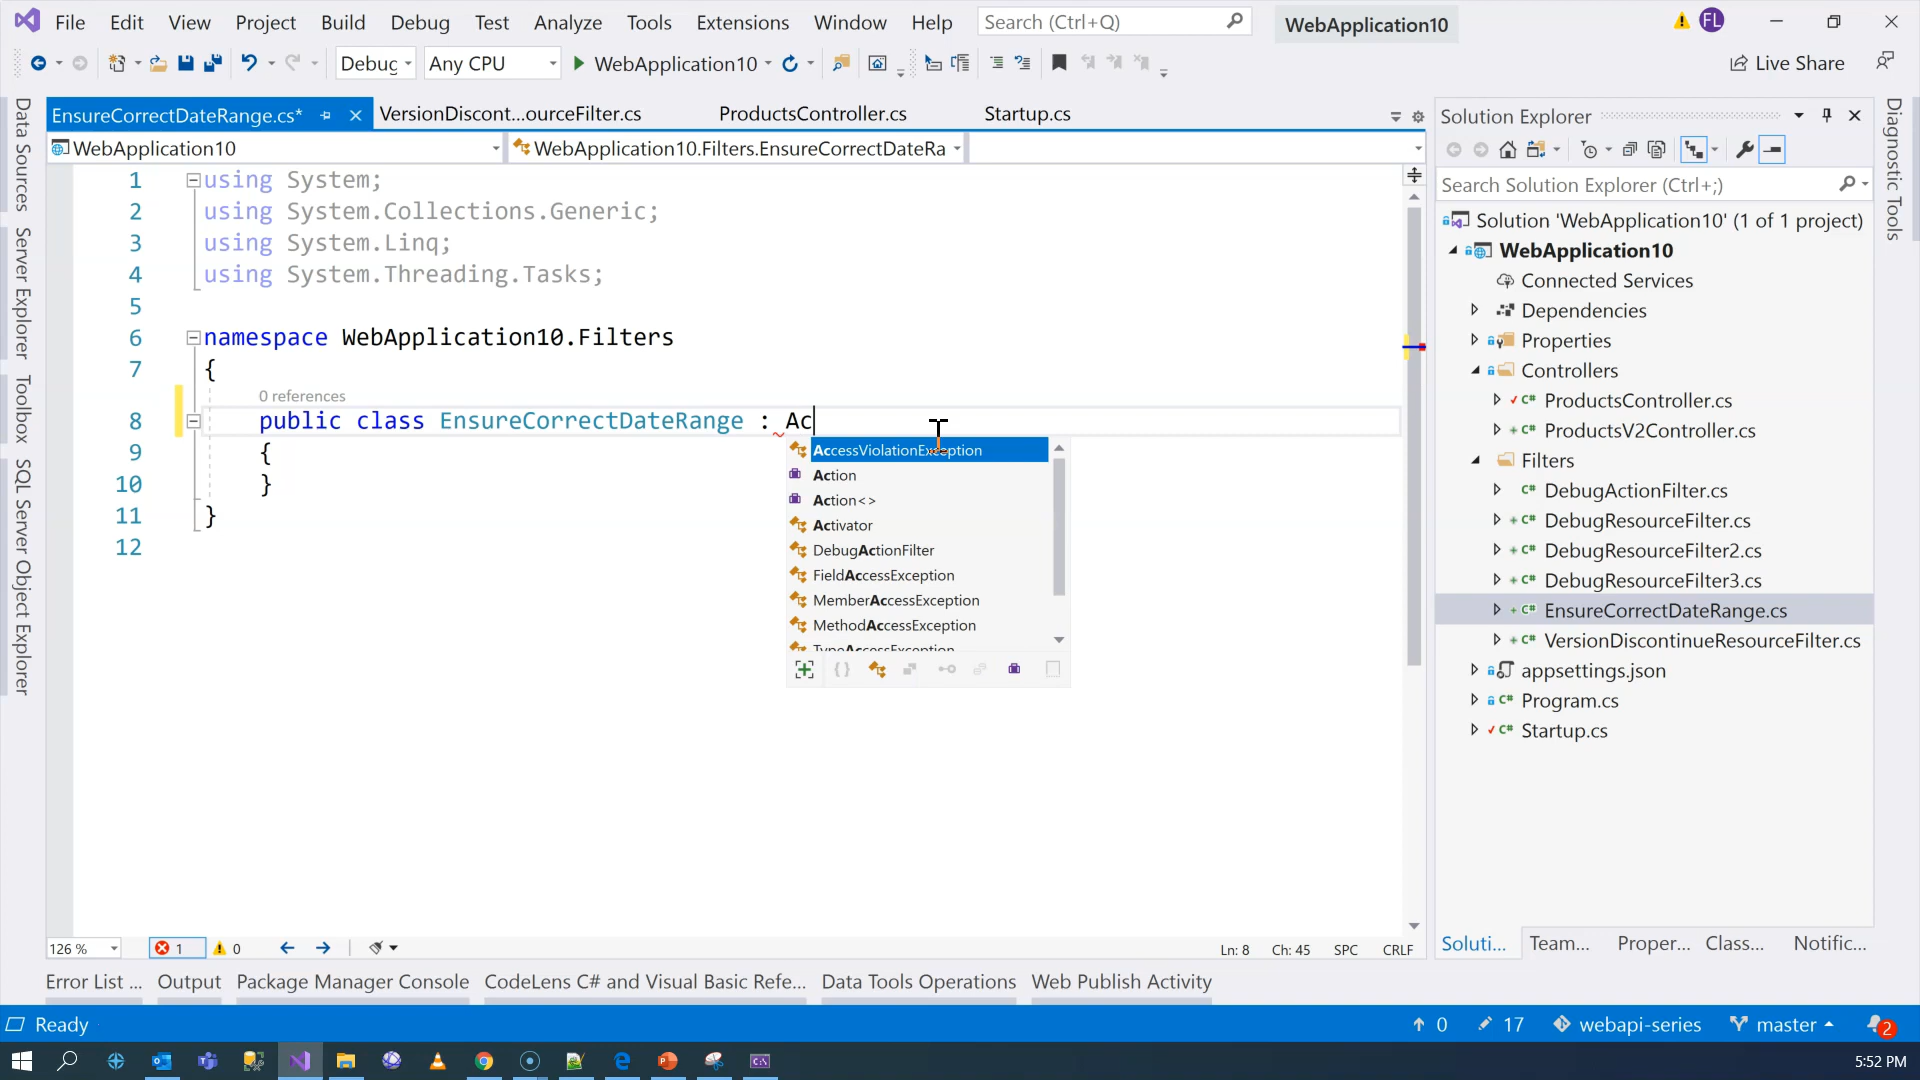 File Edit View Project Build Debug Test Analyze Tools Extensions Window Help Search (Ctrl+Q) WebApplication10 FL
Debug Any CPU WebApplication10 Live Share
EnsureCorrectDateRange.cs* VersionDiscont...ourceFilter.cs ProductsController.cs Startup.cs
WebApplication10 WebApplication10.Filters.EnsureCorrectDateRa
Data Sources
Server Explorer
Toolbox
SQL Server Object Explorer
1 using System;
2 using System.Collections.Generic;
3 using System.Linq;
4 using System.Threading.Tasks;
5
6 namespace WebApplication10.Filters
7 {
0 references
8 public class EnsureCorrectDateRange : Ac
9 {
10 }
11 }
12
AccessViolationException
Action
Action<>
Activator
DebugActionFilter
FieldAccessException
MemberAccessException
MethodAccessException
TypeAccessException
Solution Explorer
Search Solution Explorer (Ctrl+;)
Solution 'WebApplication10' (1 of 1 project)
WebApplication10
Connected Services
Dependencies
Properties
Controllers
C# ProductsController.cs
C# ProductsV2Controller.cs
Filters
C# DebugActionFilter.cs
C# DebugResourceFilter.cs
C# DebugResourceFilter2.cs
C# DebugResourceFilter3.cs
C# EnsureCorrectDateRange.cs
C# VersionDiscontinueResourceFilter.cs
appsettings.json
C# Program.cs
C# Startup.cs
Diagnostic Tools
126 % 1 0 Ln: 8 Ch: 45 SPC CRLF
Soluti... Team... Proper... Class... Notific...
Error List ... Output Package Manager Console CodeLens C# and Visual Basic Refe... Data Tools Operations Web Publish Activity
Ready 0 17 webapi-series master 2
5:52 PM